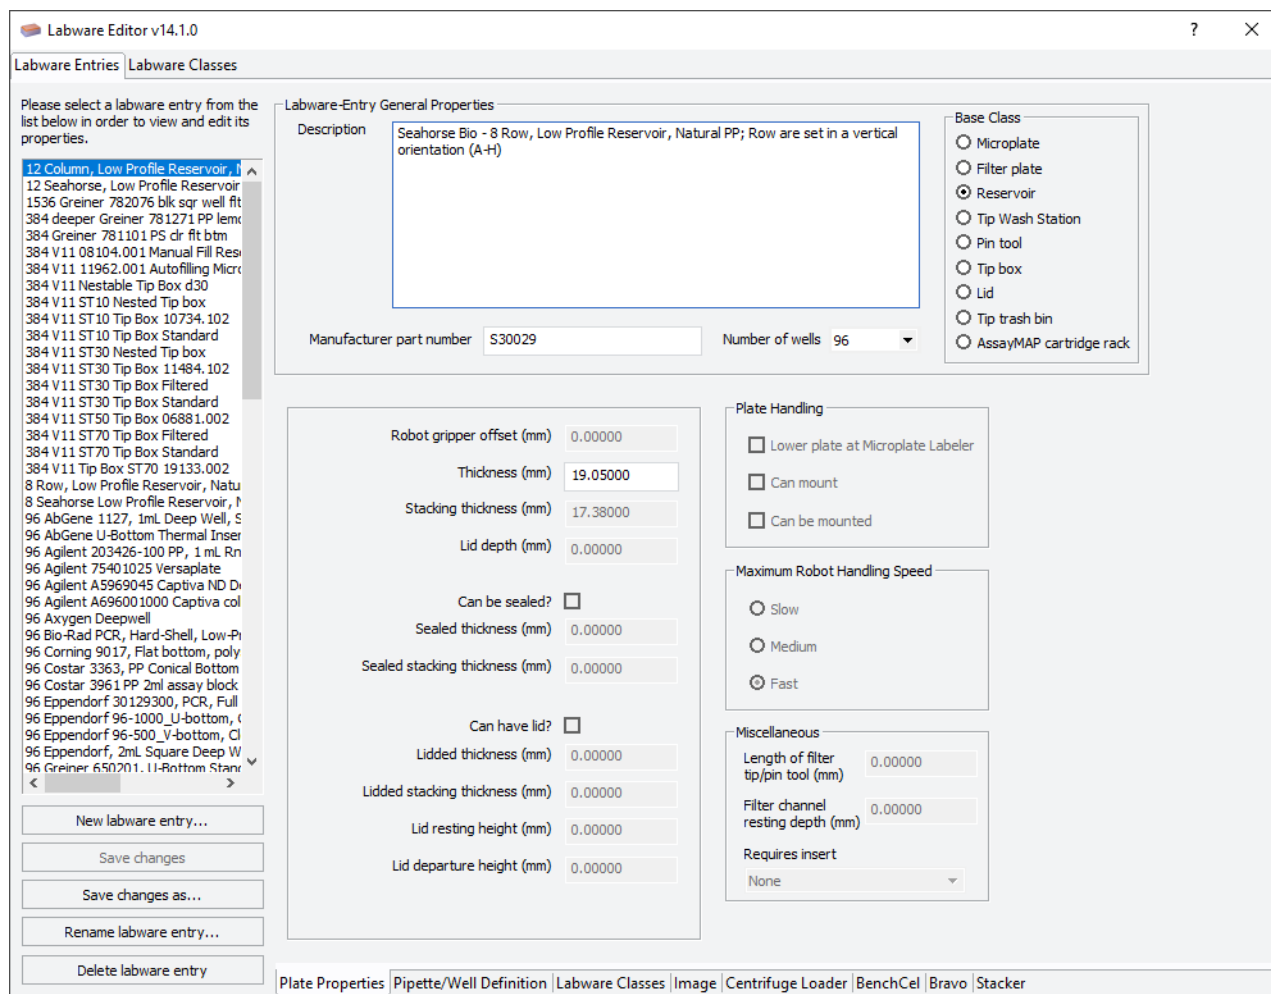 Labware Editor v14.1.0
?
Labware Entries
Labware Classes
Please select a labware entry from the
list below in order to view and edit its
properties.
12 Column, Low Profile Reservoir,
12 Seahorse, Low Profile Reservoir
1536 Greiner 782076 blk sqr well flt
384 deeper Greiner 781271 PP
384 Greiner 781101 PS clr flt btm
384 V11 08104.001 Manual Fill
384 V11 11962.001 Autofilling
384 V11 Nestable Tip Box d30
384 V11 ST10 Nested Tip box
384 V11 ST10 Tip Box 10734.102
384 V11 ST10 Tip Box Standard
384 V11 ST30 Nested Tip box
384 V11 ST30 Tip Box 11484.102
384 V11 ST30 Tip Box Filtered
384 V11 ST30 Tip Box Standard
384 V11 ST50 Tip Box 06881.002
384 V11 ST70 Tip Box Filtered
384 V11 ST70 Tip Box Standard
384 V11 Tip Box ST70 19133.002
8 Row, Low Profile Reservoir, Natu
8 Seahorse Low Profile Reservoir,
96 AbGene 1127, 1mL Deep Well, S
96 AbGene U-Bottom Thermal Inser
96 Agilent 203426-100 PP, 1 mL Rn
96 Agilent 75401025 Versaplate
96 Agilent A5969045 Captiva ND D
96 Agilent A696001000 Captiva col
96 Axygen Deepwell
96 Bio-Rad PCR, Hard-Shell, Low-P
96 Corning 9017, Flat bottom, poly
96 Costar 3363, PP Conical Bottom
96 Costar 3961 PP 2ml assay block
96 Eppendorf 30129300, PCR, Full
96 Eppendorf 96-1000_U-bottom,
96 Eppendorf 96-500_V-bottom, Cl
96 Eppendorf, 2mL Square Deep W
96 Greiner 650201, U-Bottom Stand
New labware entry...
Save changes
Save changes as...
Rename labware entry...
Delete labware entry
Labware-Entry General Properties
Description
Seahorse Bio - 8 Row, Low Profile Reservoir, Natural PP; Row are set in a vertical
orientation (A-H)
Manufacturer part number S30029
Number of wells 96
Base Class
Microplate
Filter plate
Reservoir
Tip Wash Station
Pin tool
Tip box
Lid
Tip trash bin
AssayMAP cartridge rack
Robot gripper offset (mm) 0.00000
Thickness (mm) 19.05000
Stacking thickness (mm) 17.38000
Lid depth (mm) 0.00000
Can be sealed?
Sealed thickness (mm) 0.00000
Sealed stacking thickness (mm) 0.00000
Can have lid?
Lidded thickness (mm) 0.00000
Lidded stacking thickness (mm) 0.00000
Lid resting height (mm) 0.00000
Lid departure height (mm) 0.00000
Plate Handling
Lower plate at Microplate Labeler
Can mount
Can be mounted
Maximum Robot Handling Speed
Slow
Medium
Fast
Miscellaneous
Length of filter
tip/pin tool (mm)
0.00000
Filter channel
resting depth (mm)
0.00000
Requires insert
None
Plate Properties
Pipette/Well Definition
Labware Classes
Image
Centrifuge Loader
BenchCel
Bravo
Stacker